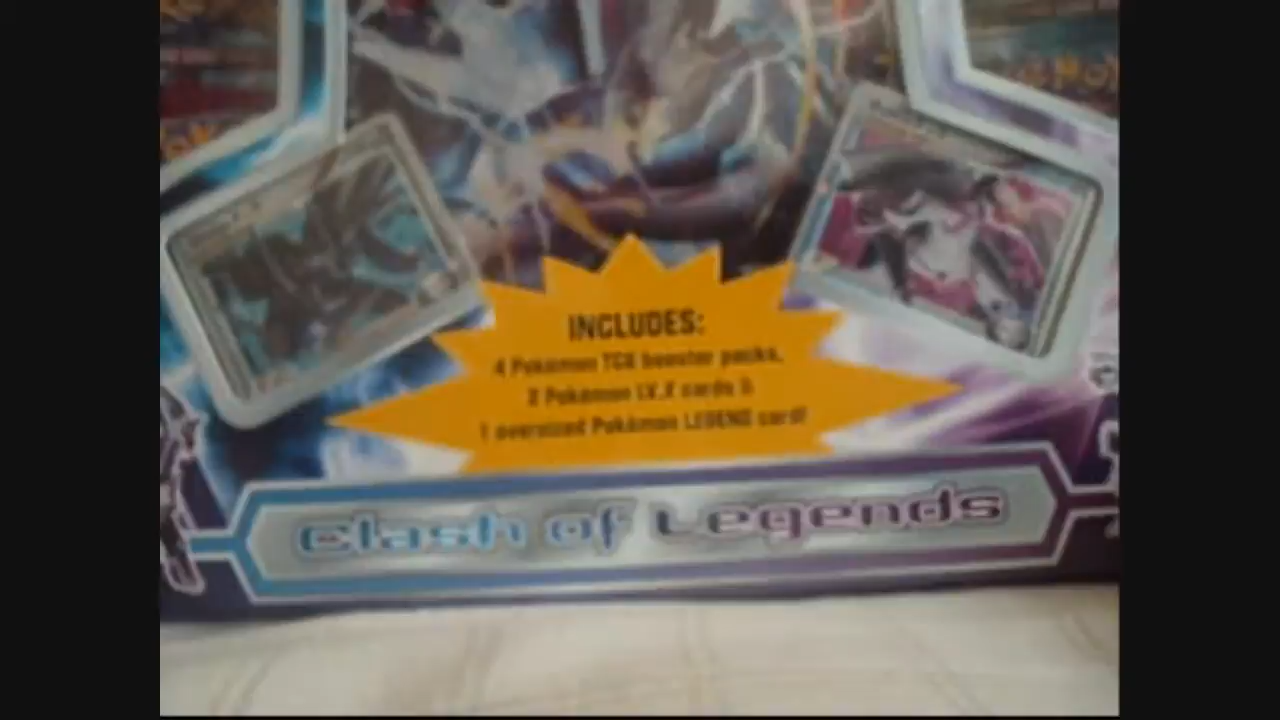 INCLUDES:
4 Pokémon TCG booster packs,
2 Pokémon LV.X cards &
1 oversized Pokémon LEGEND card!
Clash of Legends